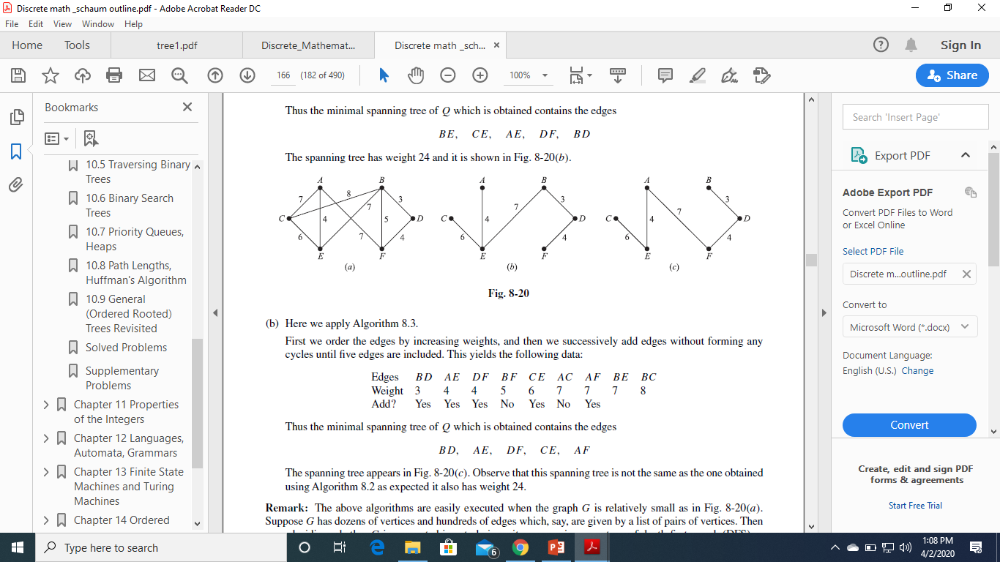 Discrete math _schaum outline.pdf - Adobe Acrobat Reader DC
File Edit View Window Help
Home Tools tree1.pdf Discrete_Mathemat... Discrete math _sch... × Sign In
166 (182 of 490) 100% Share
Bookmarks
10.5 Traversing Binary
Trees
10.6 Binary Search
Trees
10.7 Priority Queues,
Heaps
10.8 Path Lengths,
Huffman's Algorithm
10.9 General
(Ordered Rooted)
Trees Revisited
Solved Problems
Supplementary
Problems
Chapter 11 Properties
of the Integers
Chapter 12 Languages,
Automata, Grammars
Chapter 13 Finite State
Machines and Turing
Machines
Chapter 14 Ordered
Thus the minimal spanning tree of Q which is obtained contains the edges
BE, CE, AE, DF, BD
The spanning tree has weight 24 and it is shown in Fig. 8-20(b).
A B A B A B
7 8 7 3 7 3 7 3
C 4 5 D C 4 D C 4 D
6 7 4 6 4 6 4
E F E F E F
(a) (b) (c)
Fig. 8-20
(b) Here we apply Algorithm 8.3.
First we order the edges by increasing weights, and then we successively add edges without forming any
cycles until five edges are included. This yields the following data:
Edges BD AE DF BF CE AC AF BE BC
Weight 3 4 4 5 6 7 7 7 8
Add? Yes Yes Yes No Yes No Yes
Thus the minimal spanning tree of Q which is obtained contains the edges
BD, AE, DF, CE, AF
The spanning tree appears in Fig. 8-20(c). Observe that this spanning tree is not the same as the one obtained
using Algorithm 8.2 as expected it also has weight 24.
Remark: The above algorithms are easily executed when the graph G is relatively small as in Fig. 8-20(a).
Suppose G has dozens of vertices and hundreds of edges which, say, are given by a list of pairs of vertices. Then
Search 'Insert Page'
Export PDF
Adobe Export PDF
Convert PDF Files to Word
or Excel Online
Select PDF File
Discrete m...outline.pdf
Convert to
Microsoft Word (*.docx)
Document Language:
English (U.S.) Change
Convert
Create, edit and sign PDF
forms & agreements
Start Free Trial
Type here to search
6
1:08 PM
4/2/2020